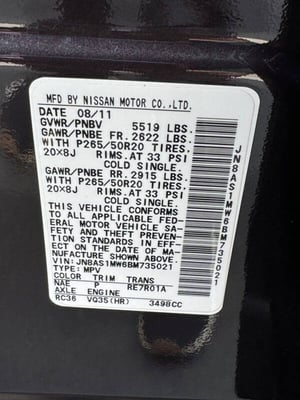 MFD BY NISSAN MOTOR CO.,LTD.
DATE 08/11
GVWR/PNBV 5519 LBS.
GAWR/PNBE FR. 2822 LBS.
WITH P265/50R20 TIRES.
20x8J RIMS.AT 33 PSI
COLD SINGLE.
GAWR/PNBE RR. 2915 LBS.
WITH P265/50R20 TIRES.
20x8J RIMS.AT 33 PSI
COLD SINGLE.
THIS VEHICLE CONFORMS
TO ALL APPLICABLE FED-
ERAL MOTOR VEHICLE SA-
FETY AND THEFT PREVEN-
TION STANDARDS IN EFF-
ECT ON THE DATE OF MA-
NUFACTURE SHOWN ABOVE.
VIN:JN8AS1MW6BM735021
TYPE: MPV
COLOR TRIM TRANS
NAE P RE7R01A
AXLE ENGINE
RC36 VQ35(HR) 3498CC
JN8AS1MW6BM735021